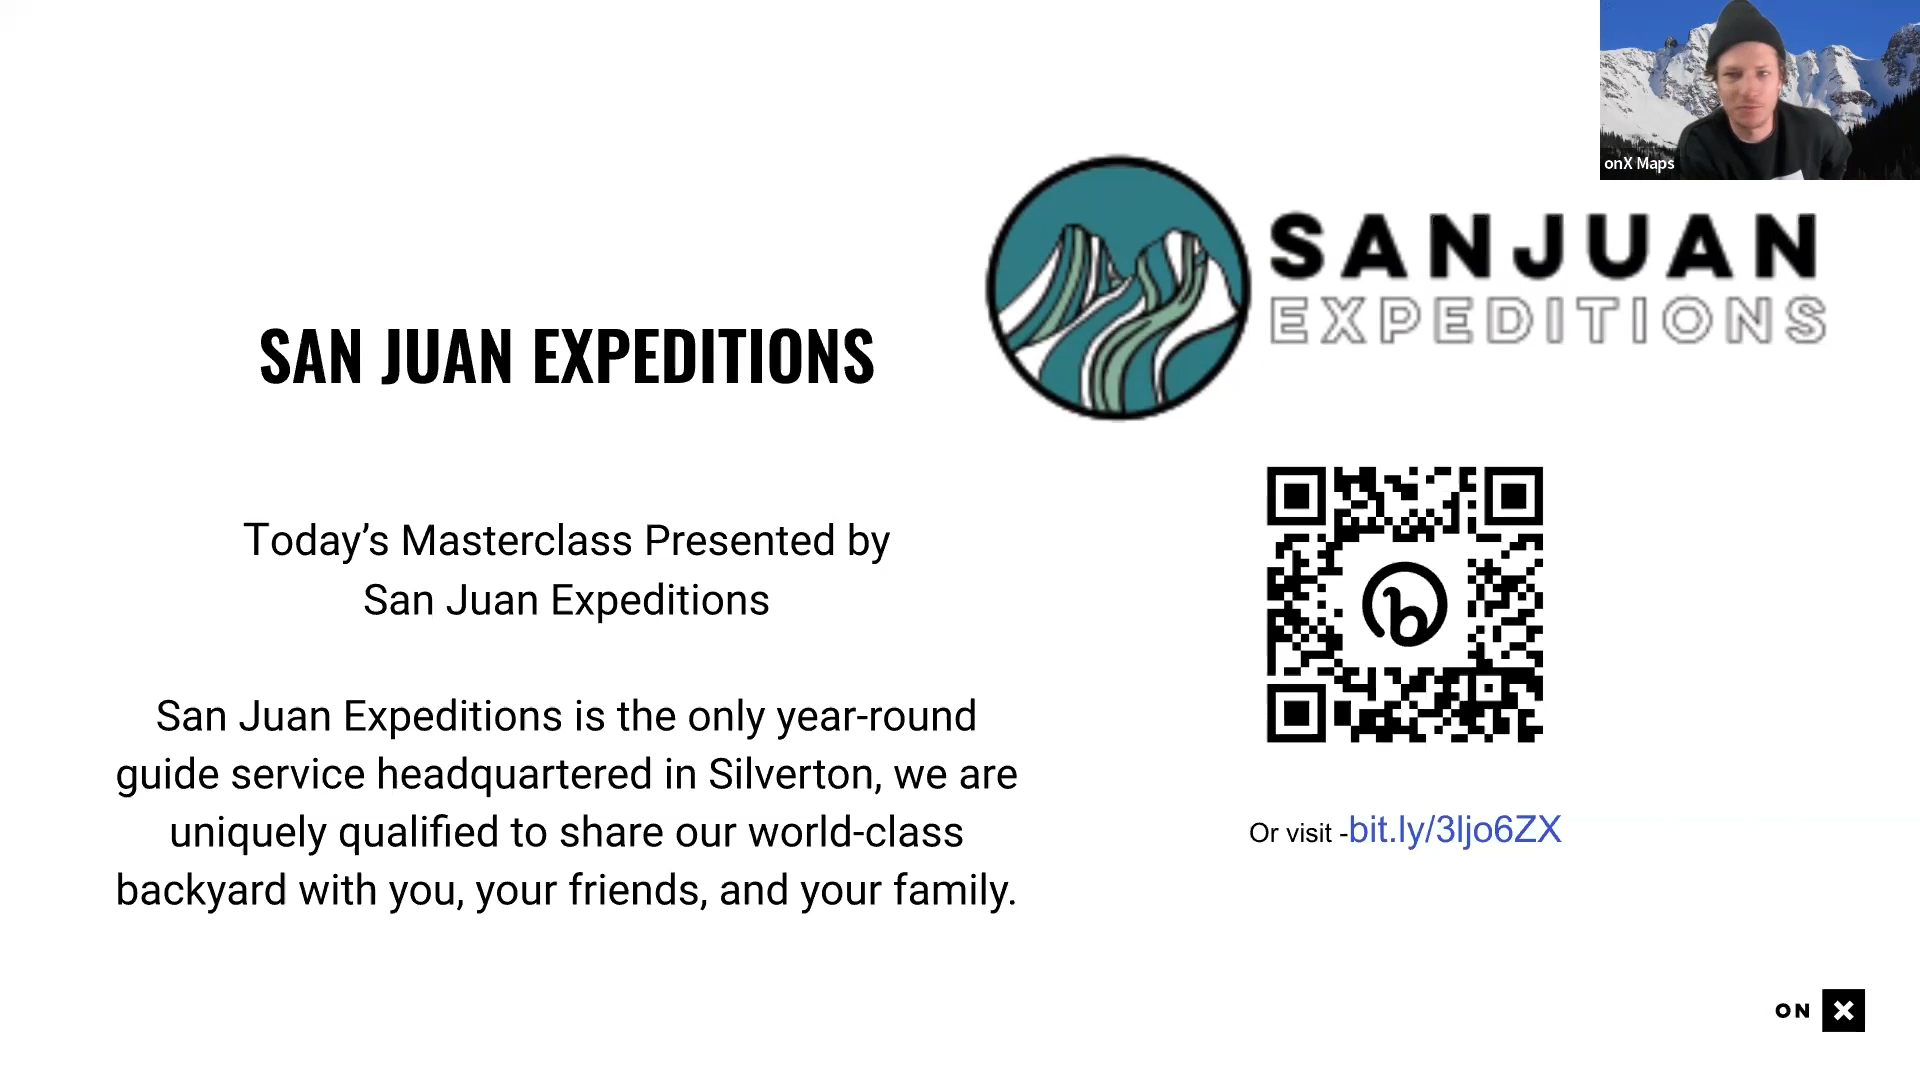 onX Maps
SANJUAN
EXPEDITIONS
SAN JUAN EXPEDITIONS
Today’s Masterclass Presented by
San Juan Expeditions
San Juan Expeditions is the only year-round
guide service headquartered in Silverton, we are
uniquely qualified to share our world-class
backyard with you, your friends, and your family.
b
Or visit -bit.ly/3ljo6ZX
ON X